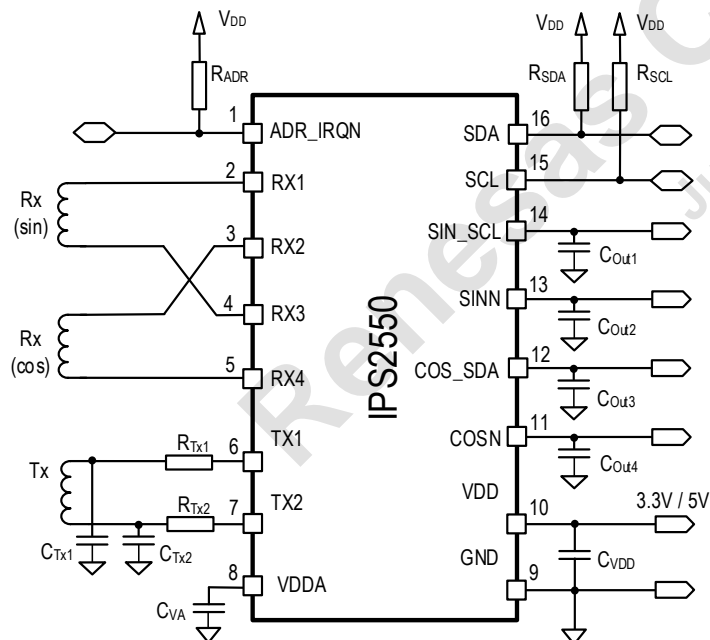 VDD
VDD
VDD
RADR
RSDA
RSCL
1
ADR_IRQN
SDA
16
2
RX1
SCL
15
Rx
(sin)
3
RX2
SIN_SCL
14
COut1
4
RX3
SINN
13
COut2
Rx
(cos)
5
RX4
COS_SDA
12
COut3
IPS2550
TX1
6
RTx1
COSN
11
COut4
Tx
TX2
7
RTx2
VDD
10
3.3V / 5V
CTx1
CTx2
CVDD
8
VDDA
GND
9
CVA
Renesas C
Ju